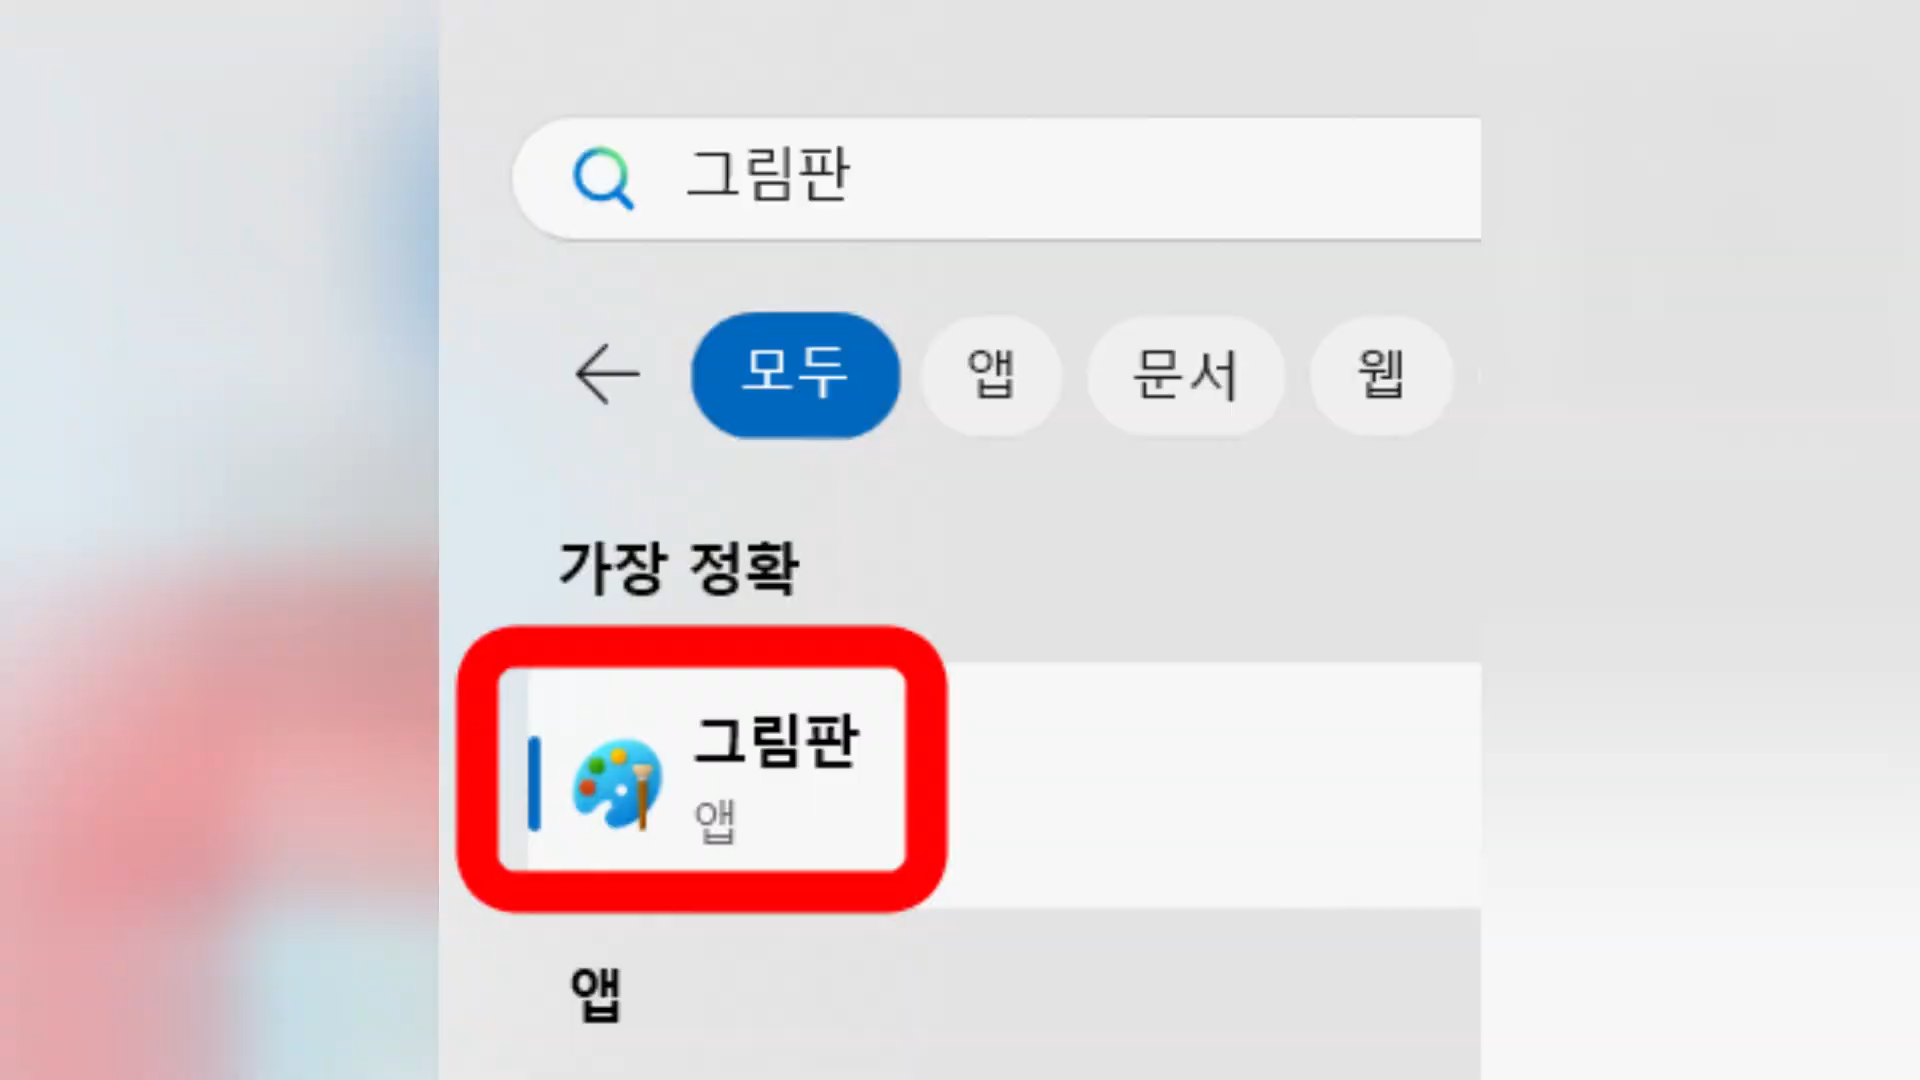 그림판
모두 앱 문서 웹
가장 정확
그림판
앱
앱